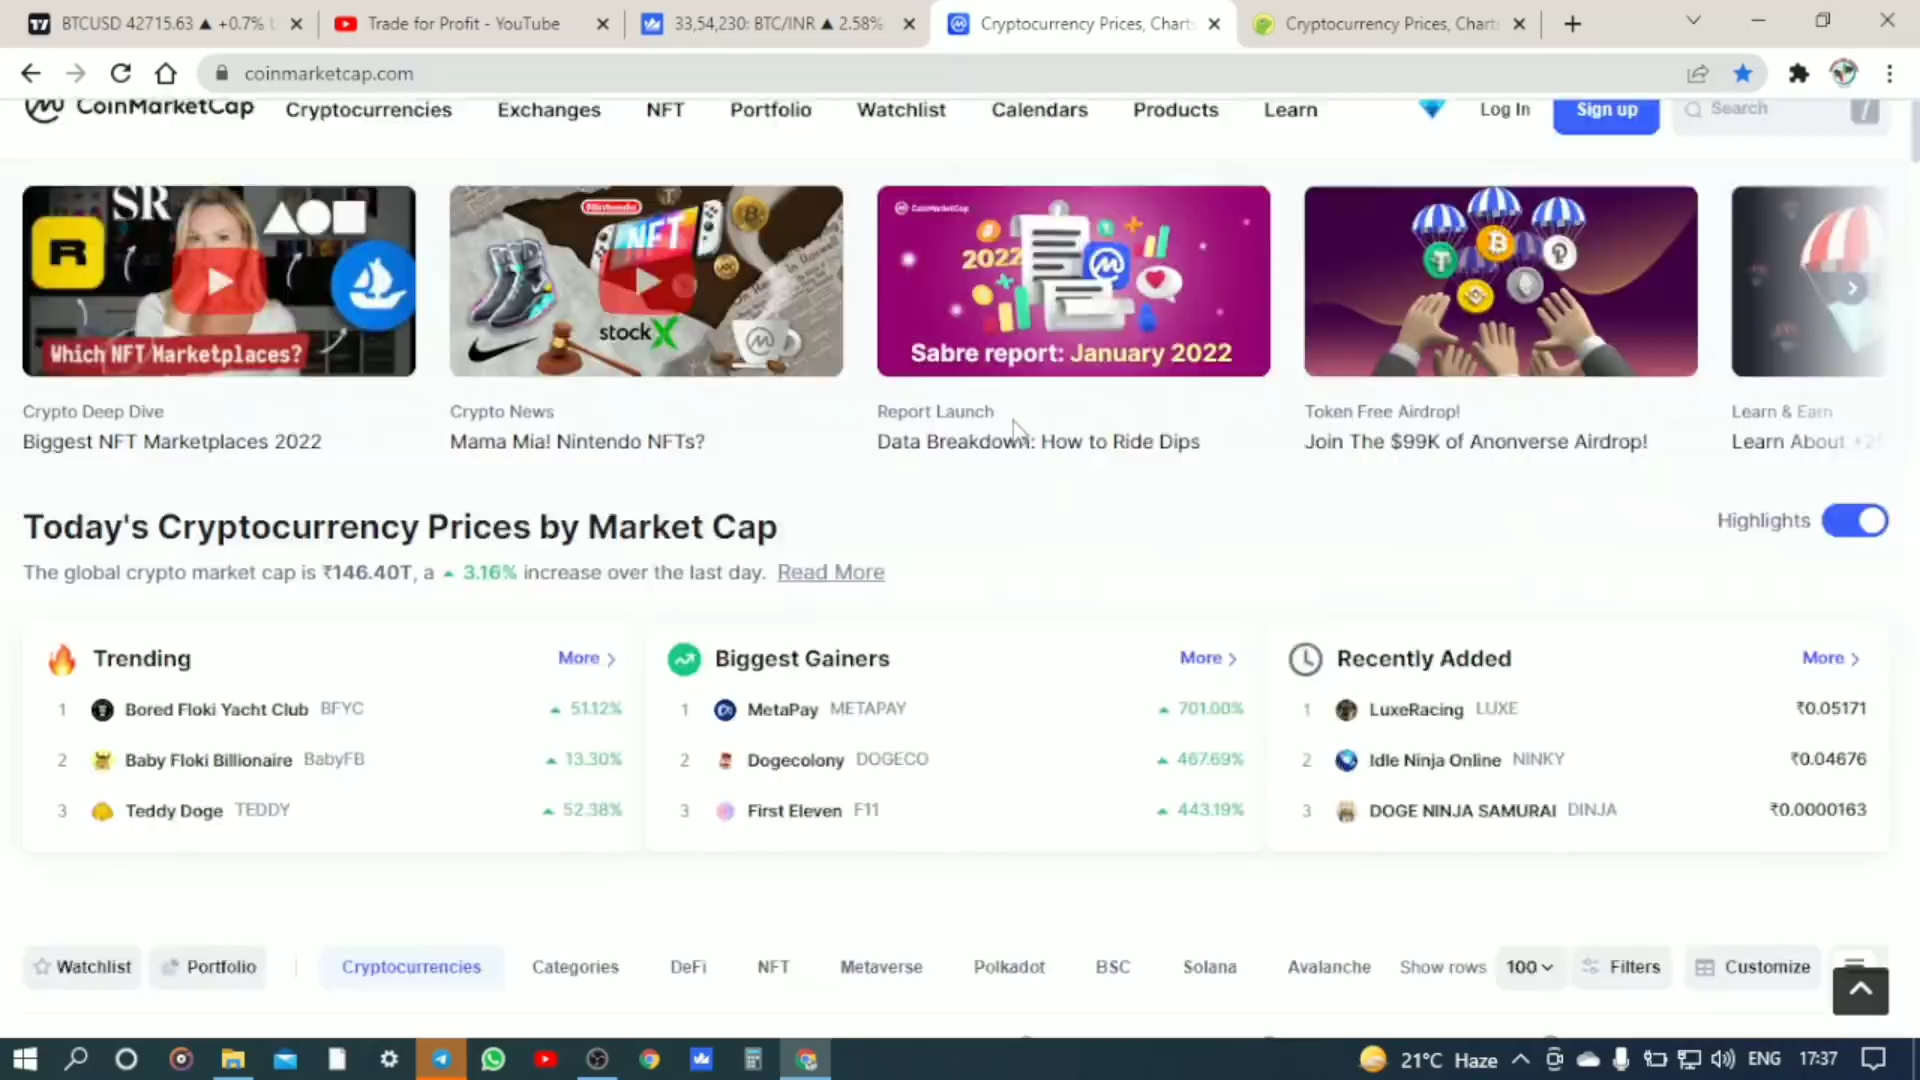 BTCUSD 42715.63 ▲ +0.7%
Trade for Profit - YouTube
33,54,230: BTC/INR ▲ 2.58%
Cryptocurrency Prices, Charts
Cryptocurrency Prices, Charts
coinmarketcap.com
CoinMarketCap
Cryptocurrencies Exchanges NFT Portfolio Watchlist Calendars Products Learn
Log In
Sign up
Search /
SR
R
Which NFT Marketplaces?
Nintendo
NFT
stockX
CoinMarketCap
2022
Sabre report: January 2022
Crypto Deep Dive
Biggest NFT Marketplaces 2022
Crypto News
Mama Mia! Nintendo NFTs?
Report Launch
Data Breakdown: How to Ride Dips
Token Free Airdrop!
Join The $99K of Anonverse Airdrop!
Learn & Earn
Learn About
Today's Cryptocurrency Prices by Market Cap
Highlights
The global crypto market cap is ₹146.40T, a ▲ 3.16% increase over the last day. Read More
Trending More >
1 Bored Floki Yacht Club BFYC ▲ 51.12%
2 Baby Floki Billionaire BabyFB ▲ 13.30%
3 Teddy Doge TEDDY ▲ 52.38%
Biggest Gainers More >
1 MetaPay METAPAY ▲ 701.00%
2 Dogecolony DOGECO ▲ 467.69%
3 First Eleven F11 ▲ 443.19%
Recently Added More >
1 LuxeRacing LUXE ₹0.05171
2 Idle Ninja Online NINKY ₹0.04676
3 DOGE NINJA SAMURAI DINJA ₹0.0000163
Watchlist Portfolio Cryptocurrencies Categories DeFi NFT Metaverse Polkadot BSC Solana Avalanche Show rows 100 Filters Customize
21°C Haze ENG 17:37